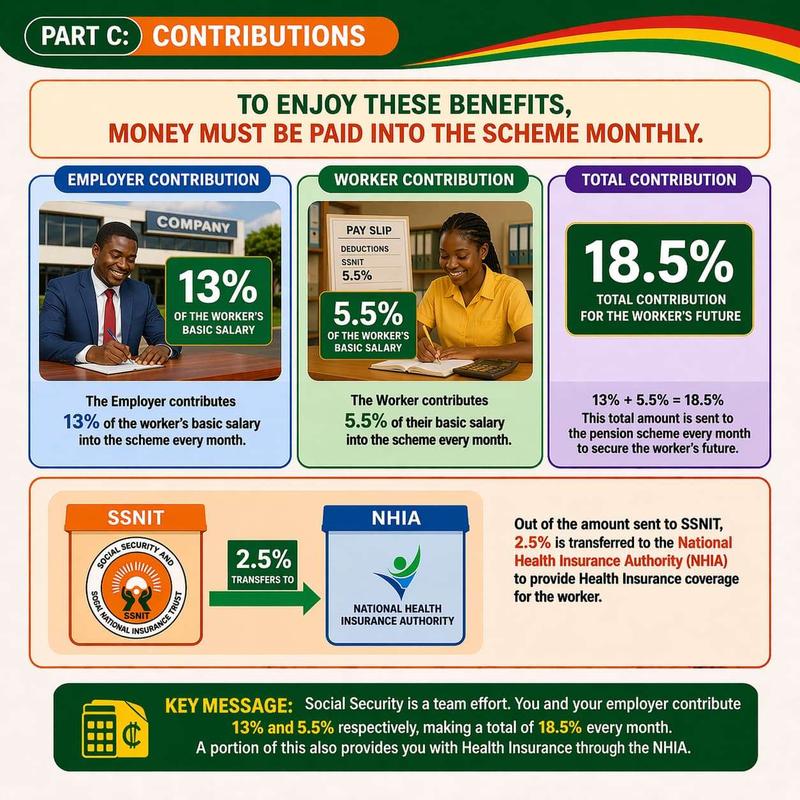 PART C: CONTRIBUTIONS
TO ENJOY THESE BENEFITS,
MONEY MUST BE PAID INTO THE SCHEME MONTHLY.
EMPLOYER CONTRIBUTION
COMPANY
13%
OF THE WORKER'S
BASIC SALARY
The Employer contributes
13% of the worker's basic salary
into the scheme every month.
WORKER CONTRIBUTION
PAY SLIP
DEDUCTIONS
SSNIT
5.5%
5.5%
OF THE WORKER'S
BASIC SALARY
The Worker contributes
5.5% of their basic salary
into the scheme every month.
TOTAL CONTRIBUTION
18.5%
TOTAL CONTRIBUTION
FOR THE WORKER'S FUTURE
13% + 5.5% = 18.5%
This total amount is sent to
the pension scheme every month
to secure the worker's future.
SSNIT
SOCIAL SECURITY AND
SOGAL NATIONAL INSURANCE TRUST
SSNIT
2.5%
TRANSFERS TO
NHIA
NATIONAL HEALTH
INSURANCE AUTHORITY
Out of the amount sent to SSNIT,
2.5% is transferred to the National
Health Insurance Authority (NHIA)
to provide Health Insurance coverage
for the worker.
KEY MESSAGE: Social Security is a team effort. You and your employer contribute
13% and 5.5% respectively, making a total of 18.5% every month.
A portion of this also provides you with Health Insurance through the NHIA.